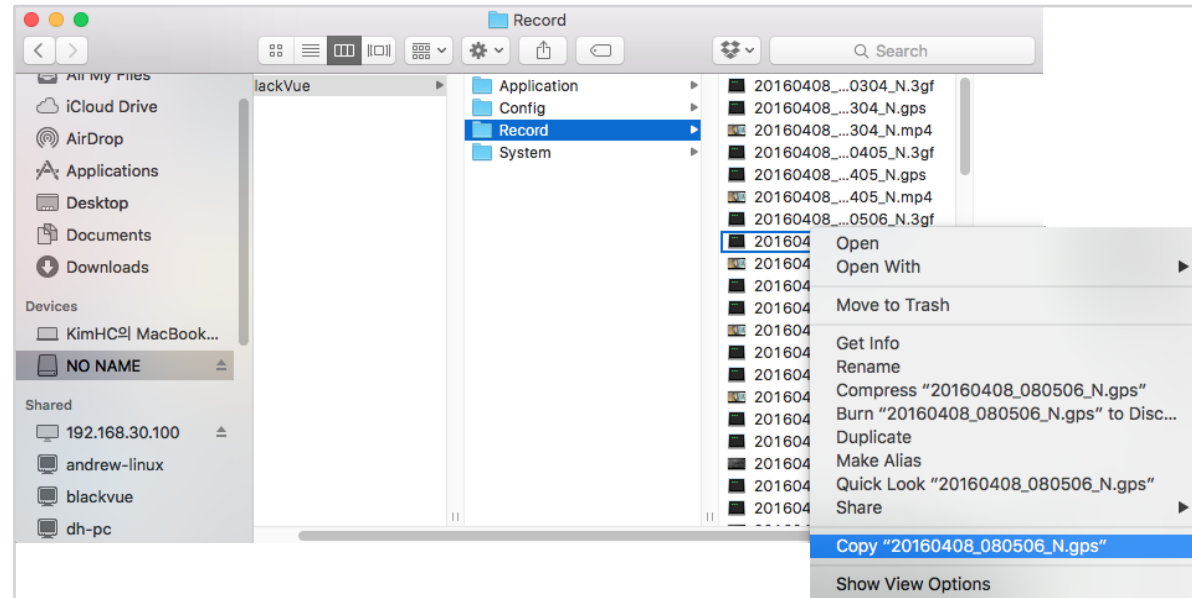 Record
Search
All My Files
iCloud Drive
AirDrop
Applications
Desktop
Documents
Downloads
Devices
KimHC의 MacBook...
NO NAME
Shared
192.168.30.100
andrew-linux
blackvue
dh-pc
lackVue
Application
Config
Record
System
20160408_...0304_N.3gf
20160408_...304_N.gps
20160408_...304_N.mp4
20160408_...0405_N.3gf
20160408_...405_N.gps
20160408_...405_N.mp4
20160408_...0506_N.3gf
201604
201604
201604
201604
201604
201604
201604
201604
201604
201604
201604
201604
201604
Open
Open With
Move to Trash
Get Info
Rename
Compress “20160408_080506_N.gps”
Burn “20160408_080506_N.gps” to Disc...
Duplicate
Make Alias
Quick Look “20160408_080506_N.gps”
Share
Copy “20160408_080506_N.gps”
Show View Options